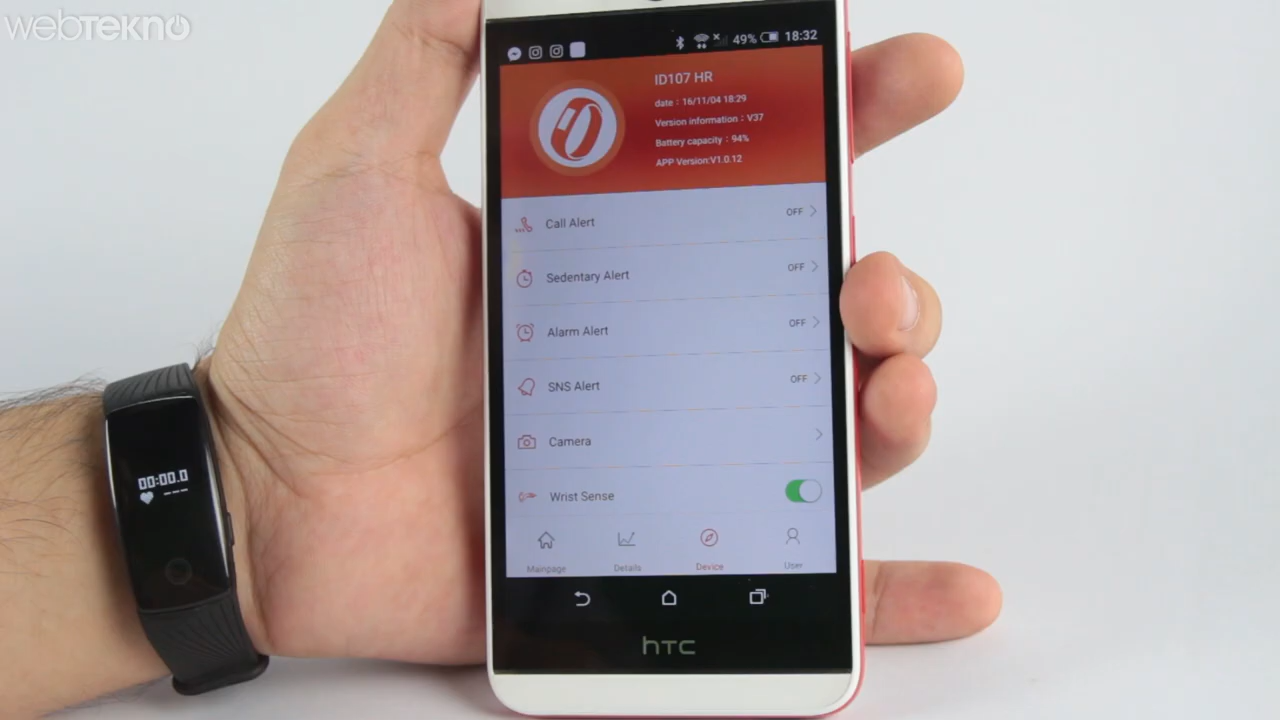 webTEKNO
49% 18:32
ID107 HR
date : 16/11/04 18:29
Version information : V37
Battery capacity : 94%
APP Version:V1.0.12
Call Alert OFF
Sedentary Alert OFF
Alarm Alert OFF
SNS Alert OFF
Camera
Wrist Sense
Mainpage Details Device User
hTC
00:00.0
---